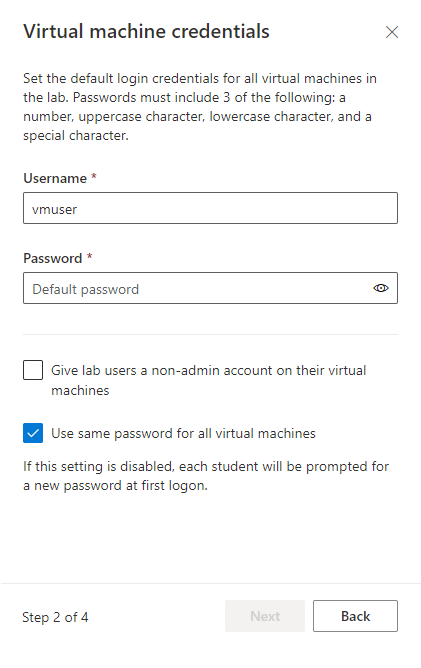 Virtual machine credentials
Set the default login credentials for all virtual machines in
the lab. Passwords must include 3 of the following: a
number, uppercase character, lowercase character, and a
special character.
Username *
vmuser
Password *
Default password
Give lab users a non-admin account on their virtual
machines
Use same password for all virtual machines
If this setting is disabled, each student will be prompted for
a new password at first logon.
Step 2 of 4
Next
Back